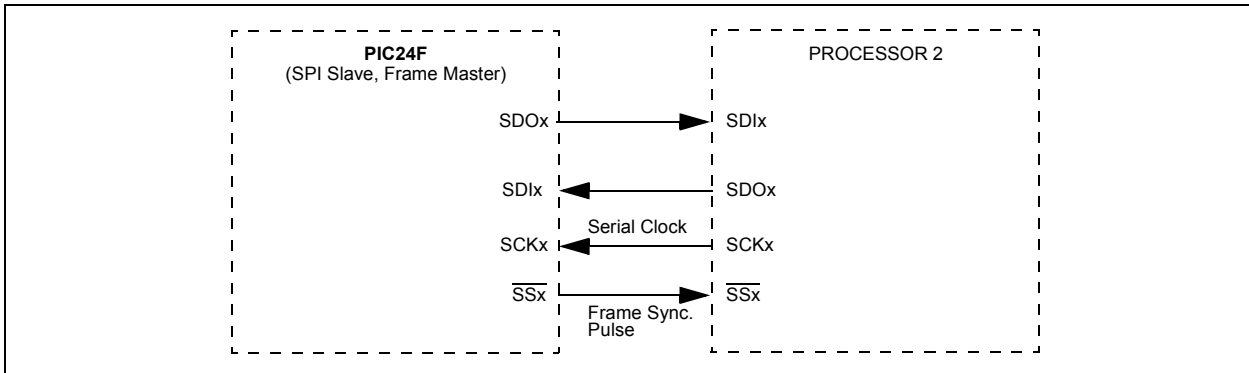 PIC24F
(SPI Slave, Frame Master)
PROCESSOR 2
SDOx
SDIx
SDIx
SDOx
Serial Clock
SCKx
SCKx
SSx
SSx
Frame Sync.
Pulse